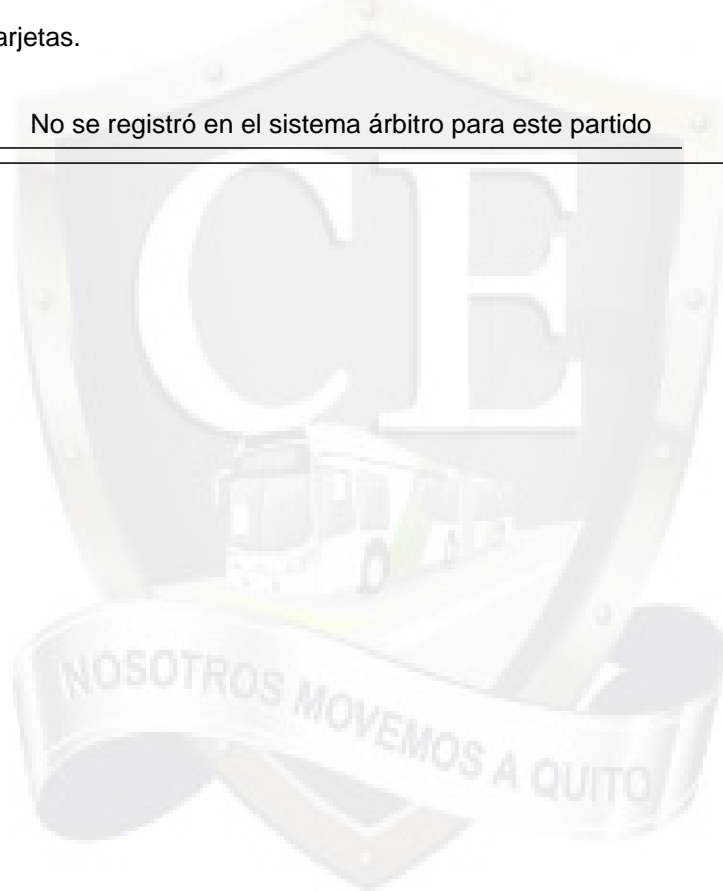 arjetas.
No se registró en el sistema árbitro para este partido
CE
NOSOTROS MOVEMOS A QUITO